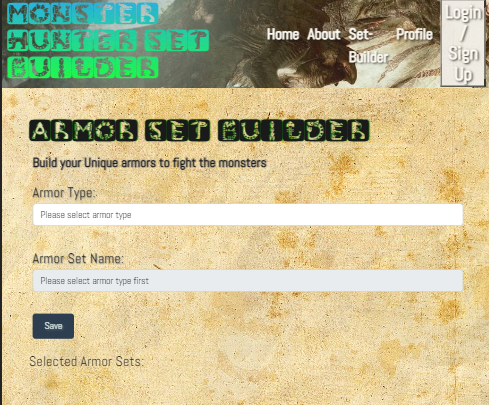 MONSTER
HUNTER SET
BUILDER
Home About Set-Builder Profile
Login
/
Sign
Up
ARMOR SET BUILDER
Build your Unique armors to fight the monsters
Armor Type:
Please select armor type
Armor Set Name:
Please select armor type first
Save
Selected Armor Sets: